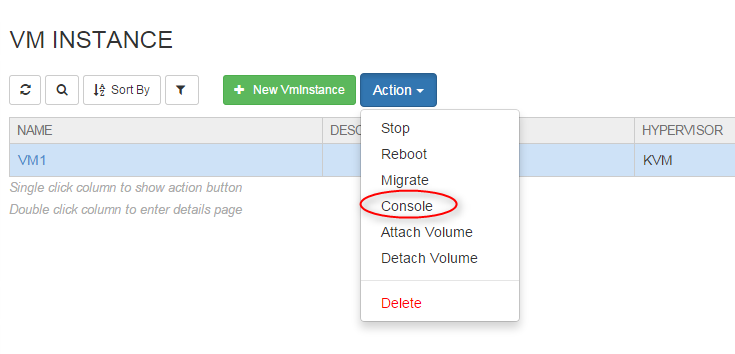 VM INSTANCE
Sort By
New VmInstance
Action
NAME
DESC
HYPERVISOR
VM1
KVM
Stop
Reboot
Migrate
Console
Attach Volume
Detach Volume
Delete
Single click column to show action button
Double click column to enter details page